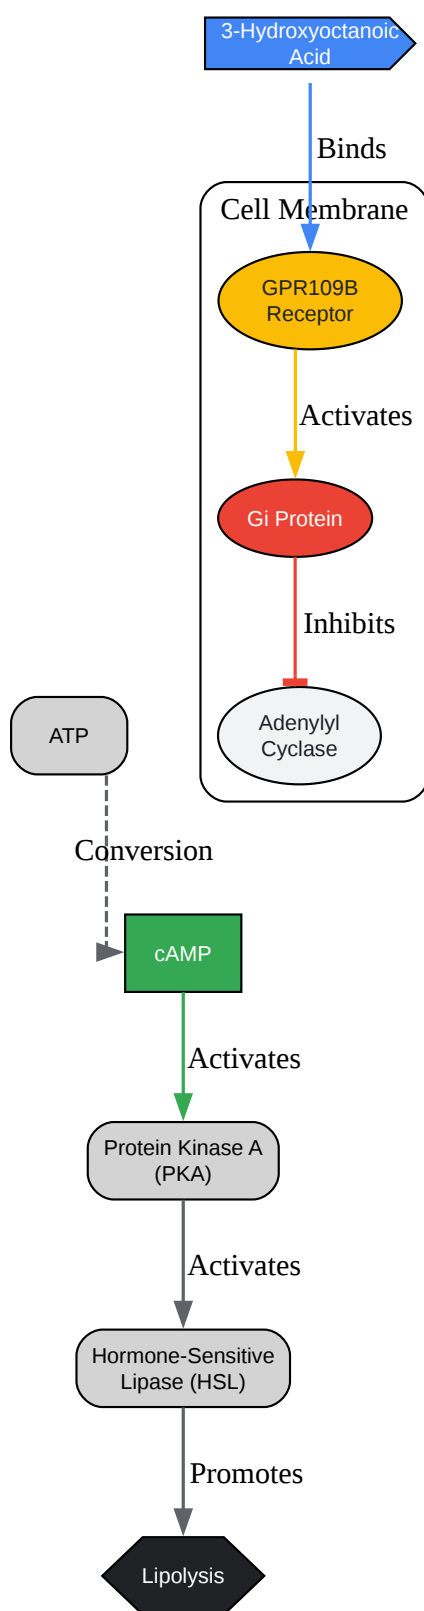 3-Hydroxyoctanoic
Acid
Binds
Cell Membrane
GPR109B
Receptor
Activates
Gi Protein
Inhibits
Adenylyl
Cyclase
ATP
Conversion
cAMP
Activates
Protein Kinase A
(PKA)
Activates
Hormone-Sensitive
Lipase (HSL)
Promotes
Lipolysis